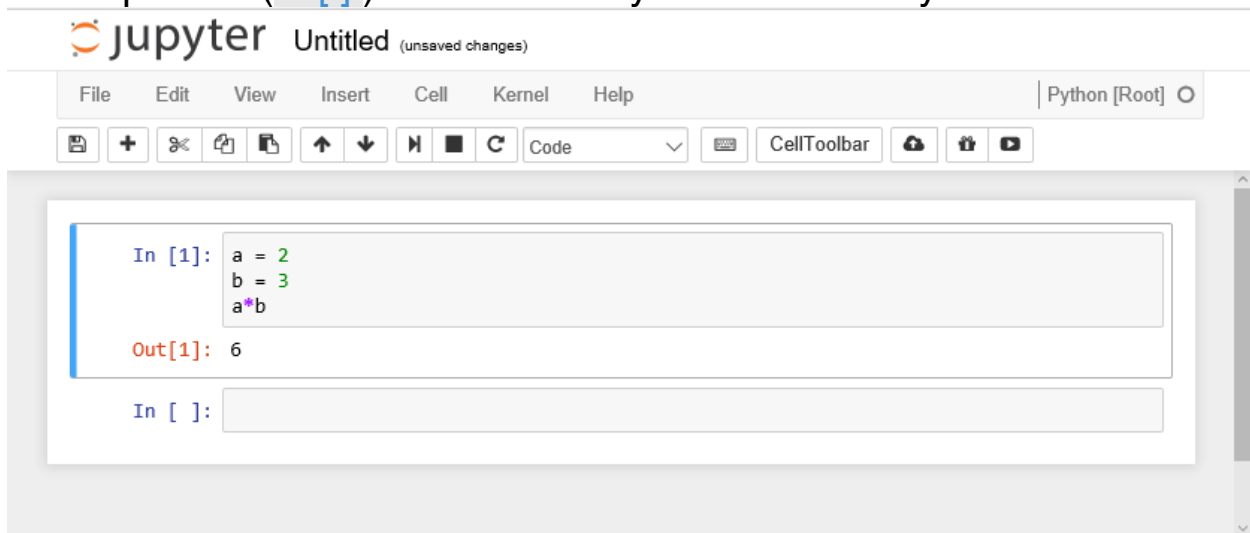 jupyter Untitled (unsaved changes)
File Edit View Insert Cell Kernel Help Python [Root]
Code CellToolbar
In [1]: a = 2
b = 3
a*b
Out[1]: 6
In [ ]: